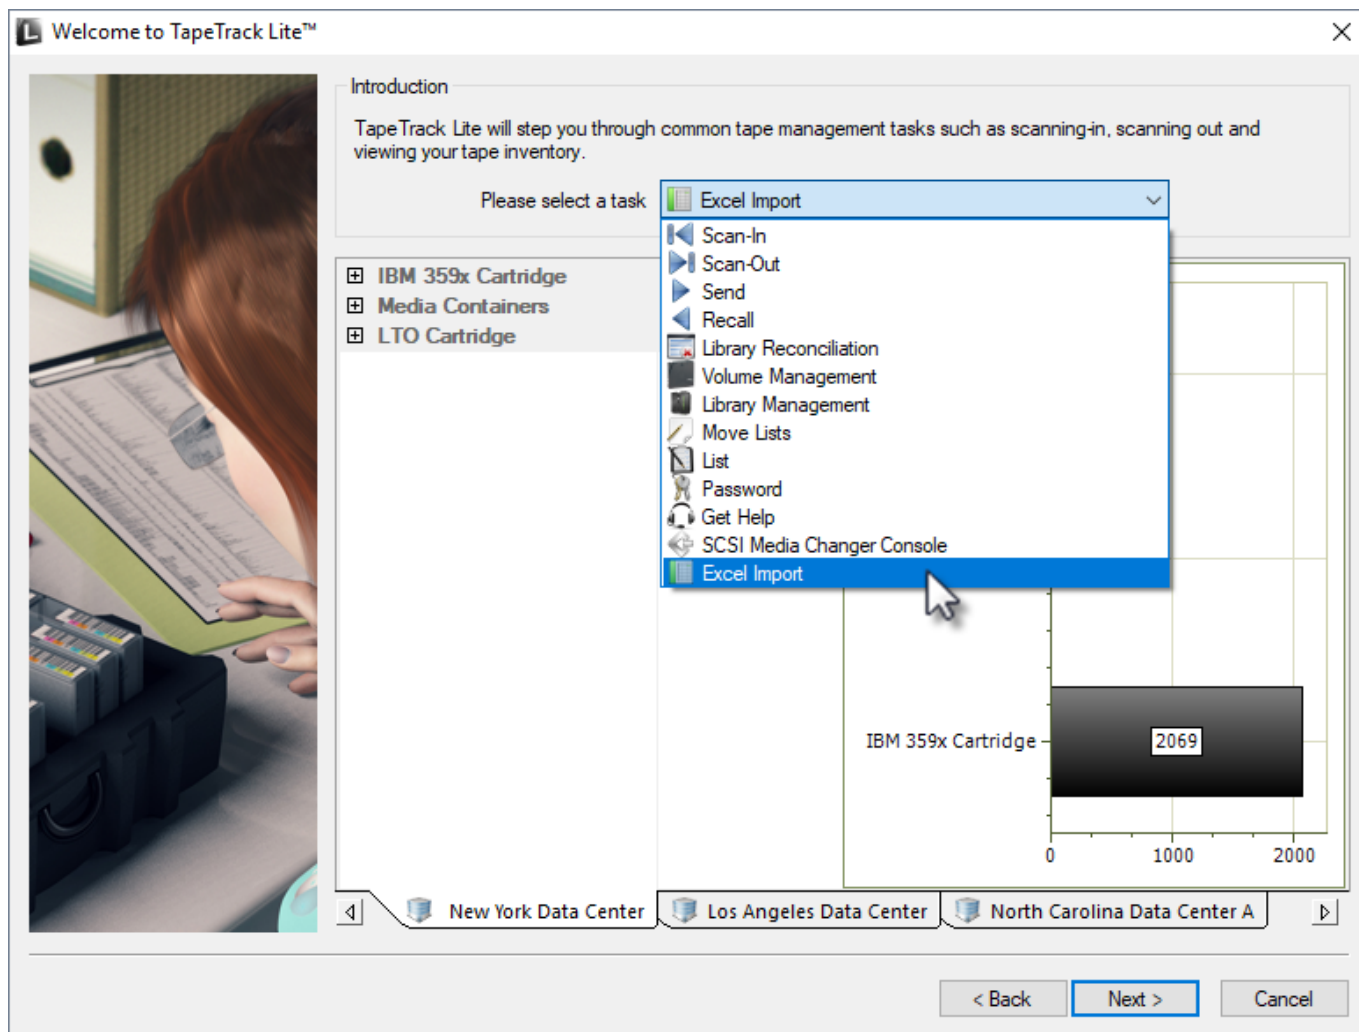 Welcome to TapeTrack Lite™
Introduction
TapeTrack Lite will step you through common tape management tasks such as scanning-in, scanning out and
viewing your tape inventory.
Please select a task
Excel Import
Scan-In
Scan-Out
Send
Recall
Library Reconciliation
Volume Management
Library Management
Move Lists
List
Password
Get Help
SCSI Media Changer Console
Excel Import
IBM 359x Cartridge
Media Containers
LTO Cartridge
IBM 359x Cartridge
2069
0 1000 2000
New York Data Center
Los Angeles Data Center
North Carolina Data Center A
< Back
Next >
Cancel